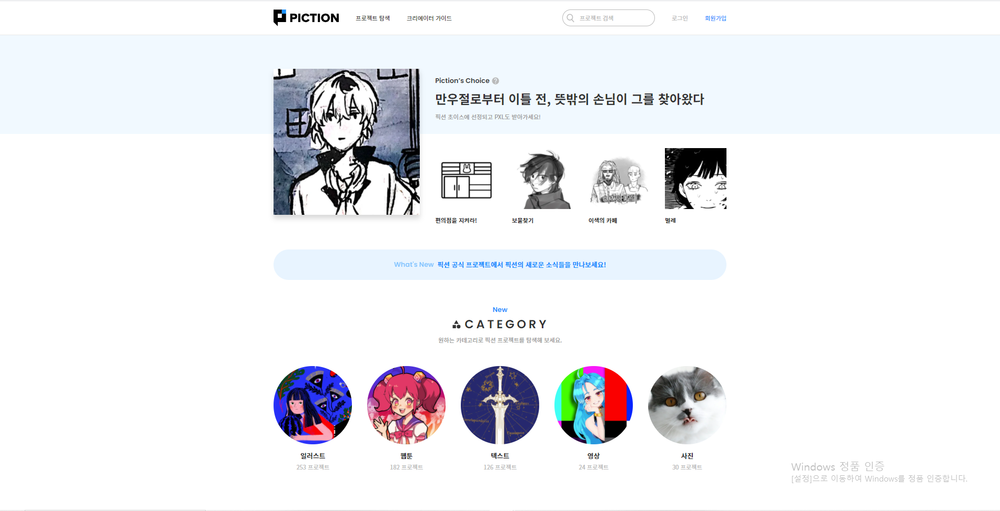 PICTION
프로젝트 탐색
크리에이터 가이드
프로젝트 검색
로그인
회원가입
Piction’s Choice ?
만우절로부터 이틀 전, 뜻밖의 손님이 그를 찾아왔다
픽션 초이스에 선정되고 PXL도 받아가세요!
편의점을 지켜라!
보물찾기
이색의 카페
벌레
What's New 픽션 공식 프로젝트에서 픽션의 새로운 소식들을 만나보세요!
New
CATEGORY
원하는 카테고리로 픽션 프로젝트를 탐색해 보세요.
일러스트
253 프로젝트
웹툰
182 프로젝트
텍스트
126 프로젝트
영상
24 프로젝트
사진
30 프로젝트
Windows 정품 인증
[설정]으로 이동하여 Windows를 정품 인증합니다.